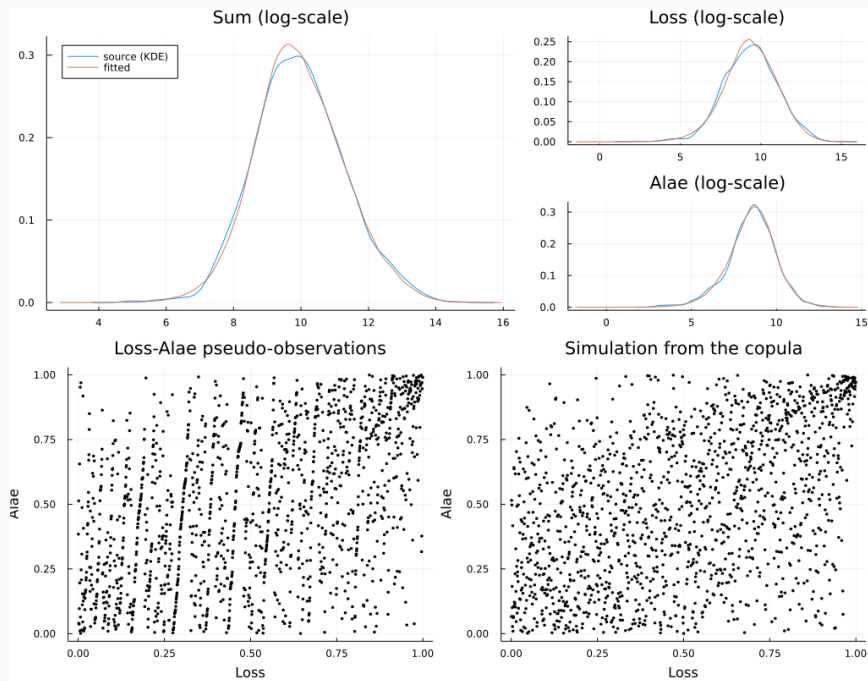 Sum (log-scale)
0.3
0.2
0.1
0.0
source (KDE)
fitted
4 6 8 10 12 14 16
Loss (log-scale)
0.25
0.20
0.15
0.10
0.05
0.00
0 5 10 15
Alae (log-scale)
0.3
0.2
0.1
0.0
0 5 10 15
Loss-Alae pseudo-observations
1.00
0.75
0.50
0.25
0.00
Alae
0.00 0.25 0.50 0.75 1.00
Loss
Simulation from the copula
1.00
0.75
0.50
0.25
0.00
Alae
0.00 0.25 0.50 0.75 1.00
Loss